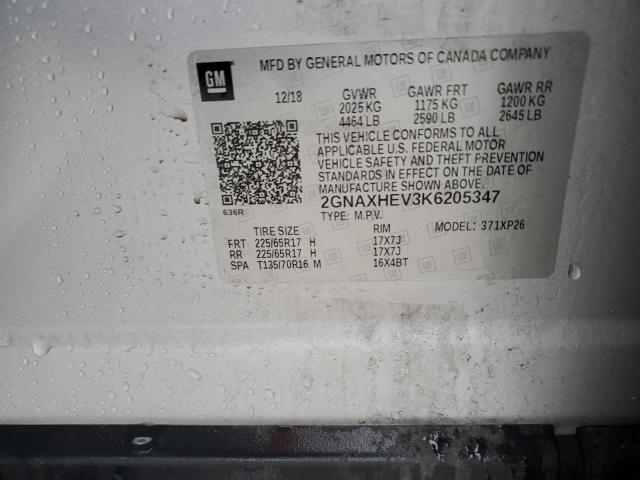 MFD BY GENERAL MOTORS OF CANADA COMPANY
GM
12/18 GVWR GAWR FRT GAWR RR
2025 KG 1175 KG 1200 KG
4464 LB 2590 LB 2645 LB
THIS VEHICLE CONFORMS TO ALL
APPLICABLE U.S. FEDERAL MOTOR
VEHICLE SAFETY AND THEFT PREVENTION
STANDARDS IN EFFECT ON THE DATE OF
MANUFACTURE SHOWN ABOVE.
2GNAXHEV3K6205347
636R
TYPE: M.P.V. MODEL: 371XP26
TIRE SIZE RIM
FRT 225/65R17 H 17X7J
RR 225/65R17 H 17X7J
SPA T135/70R16 M 16X4BT